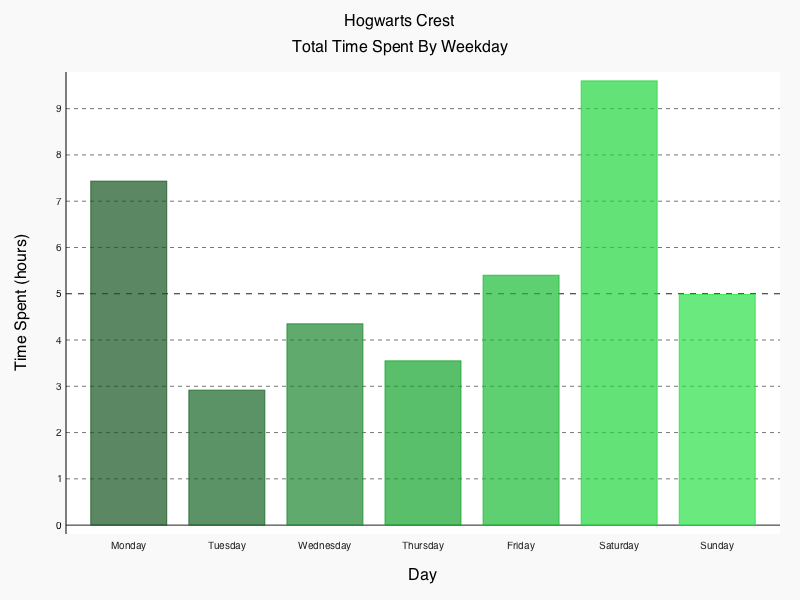 Hogwarts Crest
Total Time Spent By Weekday
Time Spent (hours)
9
8
7
6
5
4
3
2
1
0
Monday Tuesday Wednesday Thursday Friday Saturday Sunday
Day